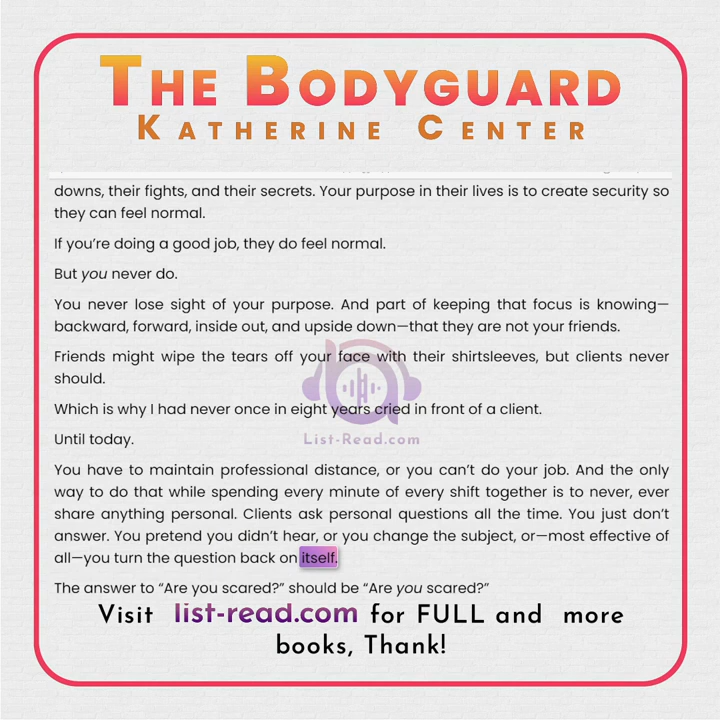 THE BODYGUARD
KATHERINE CENTER
downs, their fights, and their secrets. Your purpose in their lives is to create security so
they can feel normal.
If you’re doing a good job, they do feel normal.
But you never do.
You never lose sight of your purpose. And part of keeping that focus is knowing—
backward, forward, inside out, and upside down—that they are not your friends.
Friends might wipe the tears off your face with their shirtsleeves, but clients never
should.
Which is why I had never once in eight years cried in front of a client.
List-Read.com
Until today.
You have to maintain professional distance, or you can’t do your job. And the only
way to do that while spending every minute of every shift together is to never, ever
share anything personal. Clients ask personal questions all the time. You just don’t
answer. You pretend you didn’t hear, or you change the subject, or—most effective of
all—you turn the question back on itself.
The answer to “Are you scared?” should be “Are you scared?”
Visit list-read.com for FULL and more
books, Thank!